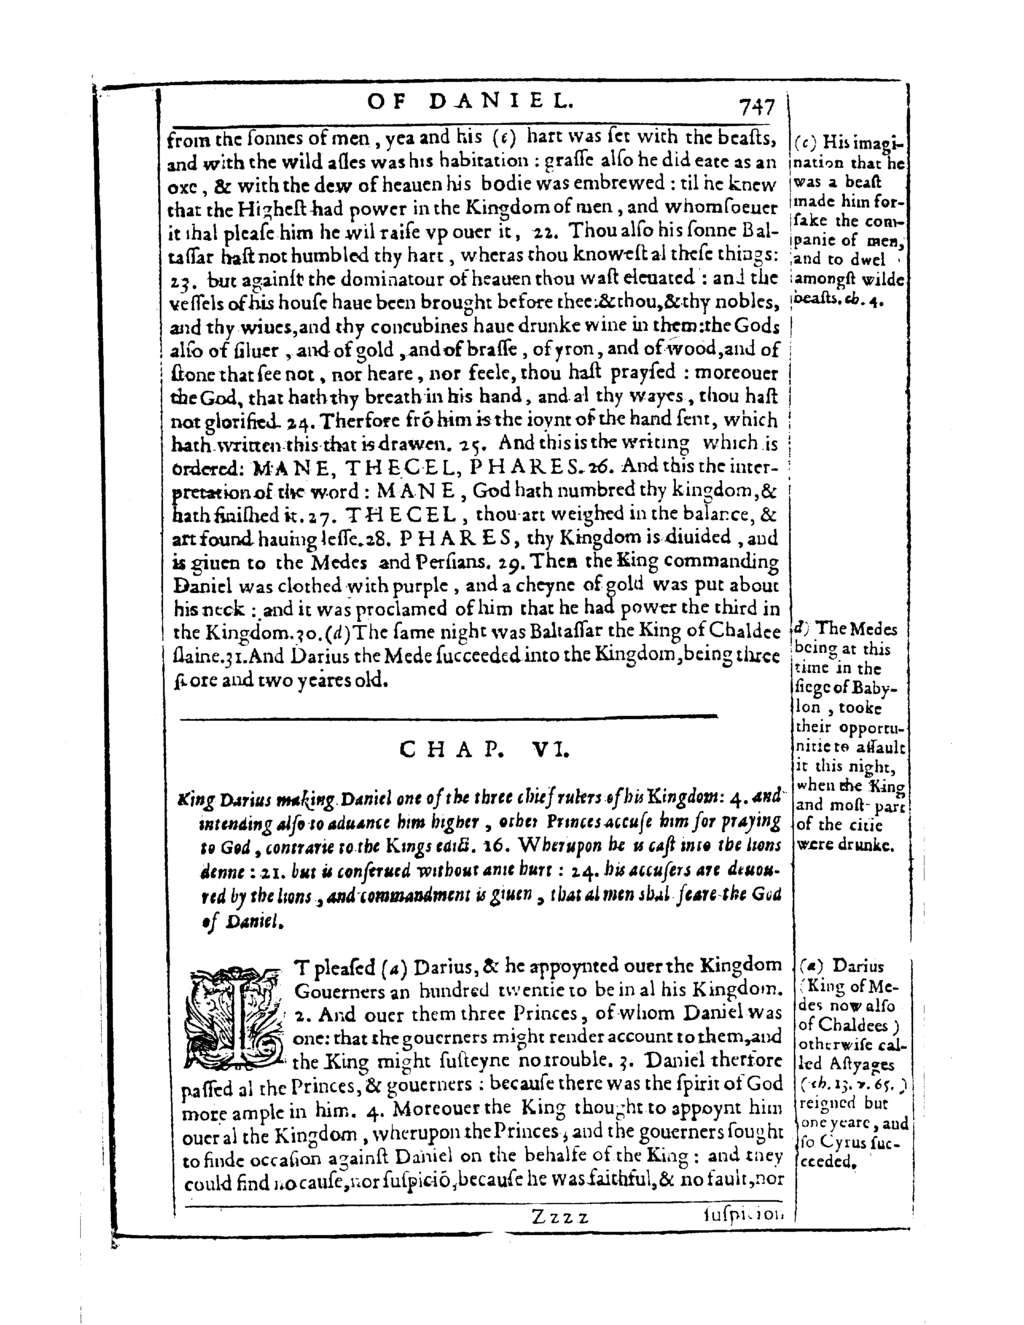 OF DANIEL. 747
from the ſonnes of men, yea and his (c) hart was ſet with the beaſts,
and with the wild aſſes was his habitation: graſſe alſo he did eate as an
oxe, & with the dew of heauen his bodie was embrewed: til he knew
that the Higheſt had power in the Kingdom of men, and whomſoeuer
it ſhal pleaſe him he wil raiſe vp ouer it, 22. Thou alſo his ſonne Bal-
taſſar haſt not humbled thy hart, wheras thou knoweſt al theſe things:
23. but againſt the dominatour of heauen thou waſt eleuated: and the
veſſels of his houſe haue been brought before thee:&thou,&thy nobles,
and thy wiues,and thy concubines haue drunke wine in them:the Gods
alſo of ſiluer, and of gold, and of braſſe, of yron, and of wood,and of
ſtone that ſee not, nor heare, nor feele, thou haſt prayſed: moreouer
the God, that hath thy breath in his hand, and al thy wayes, thou haſt
not glorified. 24. Therfore frõ him is the ioynt of the hand ſent, which
hath written this that is drawen. 25. And this is the writing which is
ordered: MANE, THECEL, PHARES. 26. And this the inter-
pretation of the word: MANE, God hath numbred thy kingdom,&
hath finiſhed it. 27. THECEL, thou art weighed in the balance, &
art found hauing leſſe. 28. PHARES, thy Kingdom is diuided, and
is giuen to the Medes and Perſians. 29. Then the King commanding
Daniel was clothed with purple, and a cheyne of gold was put about
his neck: and it was proclamed of him that he had power the third in
the Kingdom. 30. (d)The ſame night was Baltaſſar the King of Chaldee
ſlaine. 31. And Darius the Mede ſucceeded into the Kingdom,being three
ſcore and two yeares old.
(c) His imagi-
nation that he
was a beaſt
made him for-
ſake the com-
panie of men,
and to dwel
amongſt wilde
beaſts. ch. 4.
d) The Medes
being at this
time in the
ſiege of Baby-
lon, tooke
their opportu-
nitie to aſſault
it this night,
when the King
and moſt part
of the citie
were drunke.
CHAP. VI.
King Darius making Daniel one of the three chief rulers of his Kingdom: 4. and
intending alſo to aduance him higher, other Princes accuſe him for praying
to God, contrarie to the Kings edict. 16. Wherupon he is caſt into the lions
denne: 21. but is conſerued without anie hurt: 24. his accuſers are deuou-
red by the lions, and commandment is giuen, that al men shal feare the God
of Daniel.
IT pleaſed (a) Darius, & he appoynted ouer the Kingdom
Gouerners an hundred twentie to be in al his Kingdom.
2. And ouer them three Princes, of whom Daniel was
one: that the gouerners might render account to them,and
the King might ſuſteyne no trouble. 3. Daniel therfore
paſſed al the Princes, & gouerners: becauſe there was the ſpirit of God
more ample in him. 4. Moreouer the King thought to appoynt him
ouer al the Kingdom, wherupon the Princes, and the gouerners ſought
to finde occaſion againſt Daniel on the behalfe of the King: and they
could find no cauſe,nor ſuſpiciõ,becauſe he was faithful,& no fault,nor
(a) Darius
(King of Me-
des now alſo
of Chaldees)
otherwiſe cal-
led Aſtyages
(ch. 13. v. 65.)
reigned but
one yeare, and
ſo Cyrus ſuc-
ceeded.
Zzzz ſuſpicion